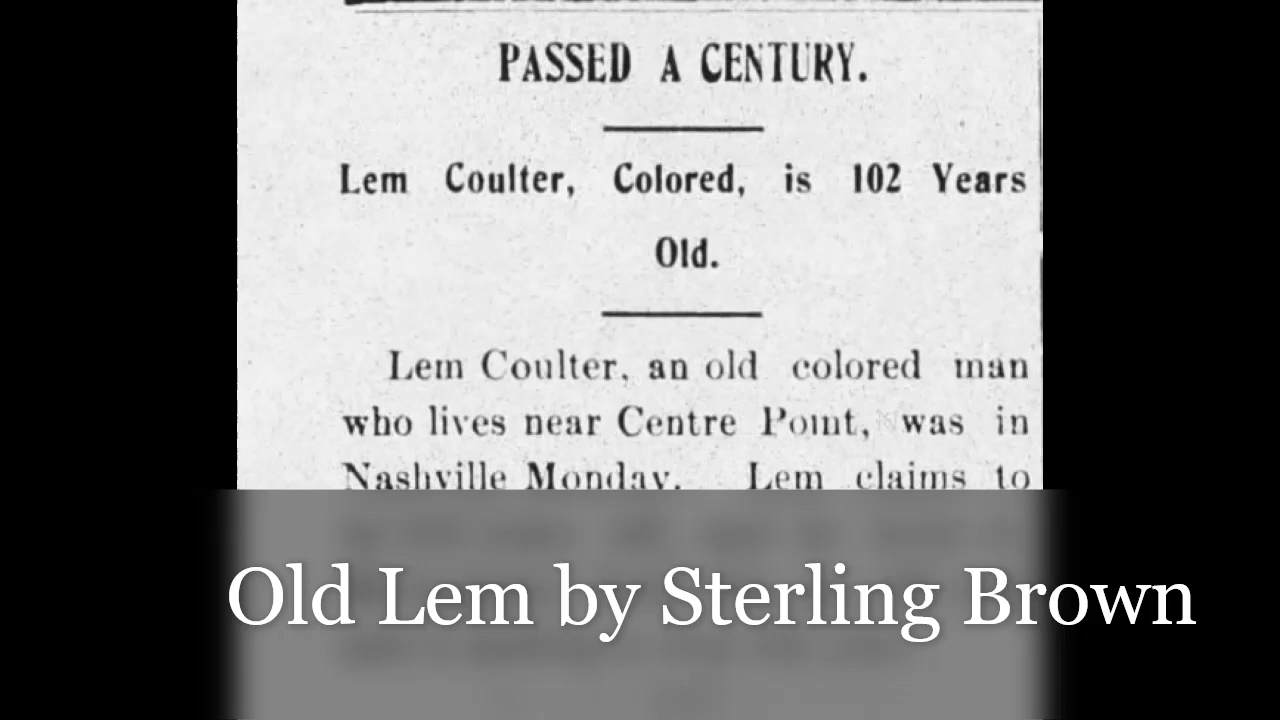 PASSED A CENTURY.
Lem Coulter, Colored, is 102 Years
Old.
Lem Coulter, an old colored man
who lives near Centre Point, was in
Nashville Monday. Lem claims to
Old Lem by Sterling Brown